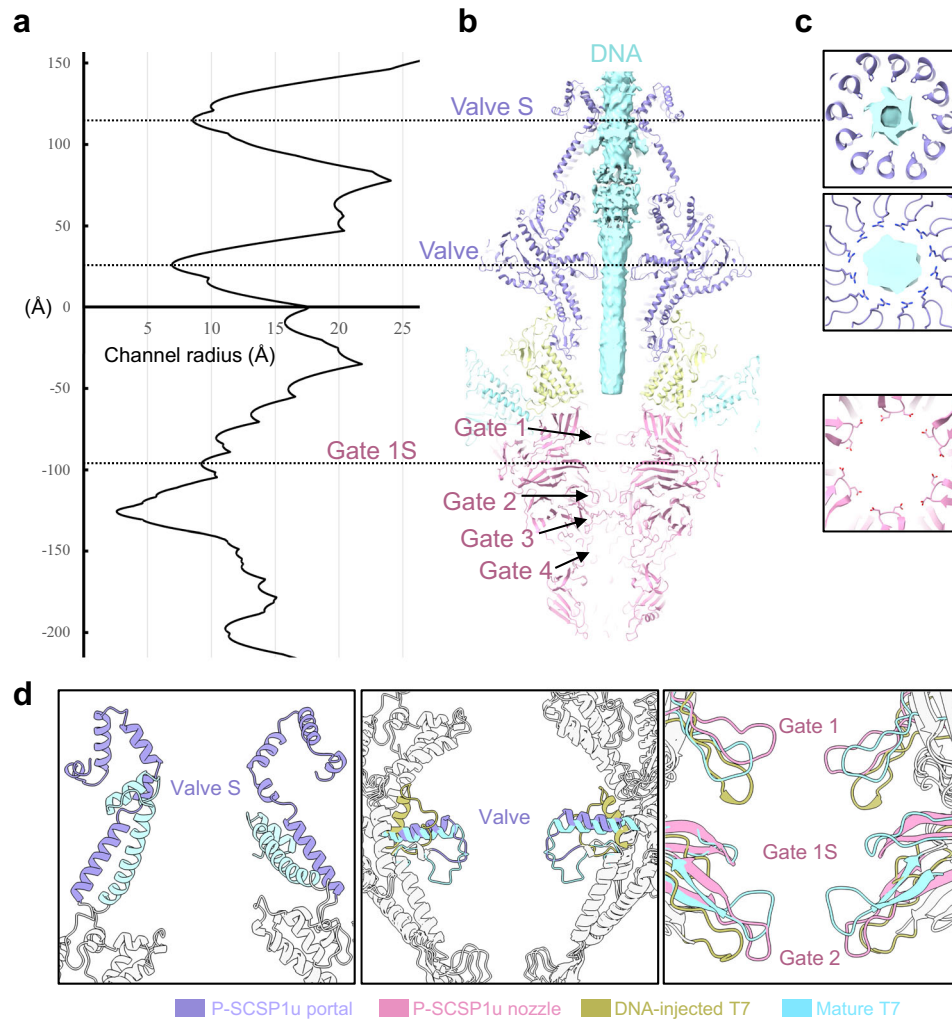 a
b
c
150
100
50
0
-50
-100
-150
-200
(Å)
5 10 15 20 25
Channel radius (Å)
DNA
Valve S
Valve
Gate 1
Gate 1S
Gate 2
Gate 3
Gate 4
d
Valve S
Valve
Gate 1
Gate 1S
Gate 2
P-SCSP1u portal
P-SCSP1u nozzle
DNA-injected T7
Mature T7